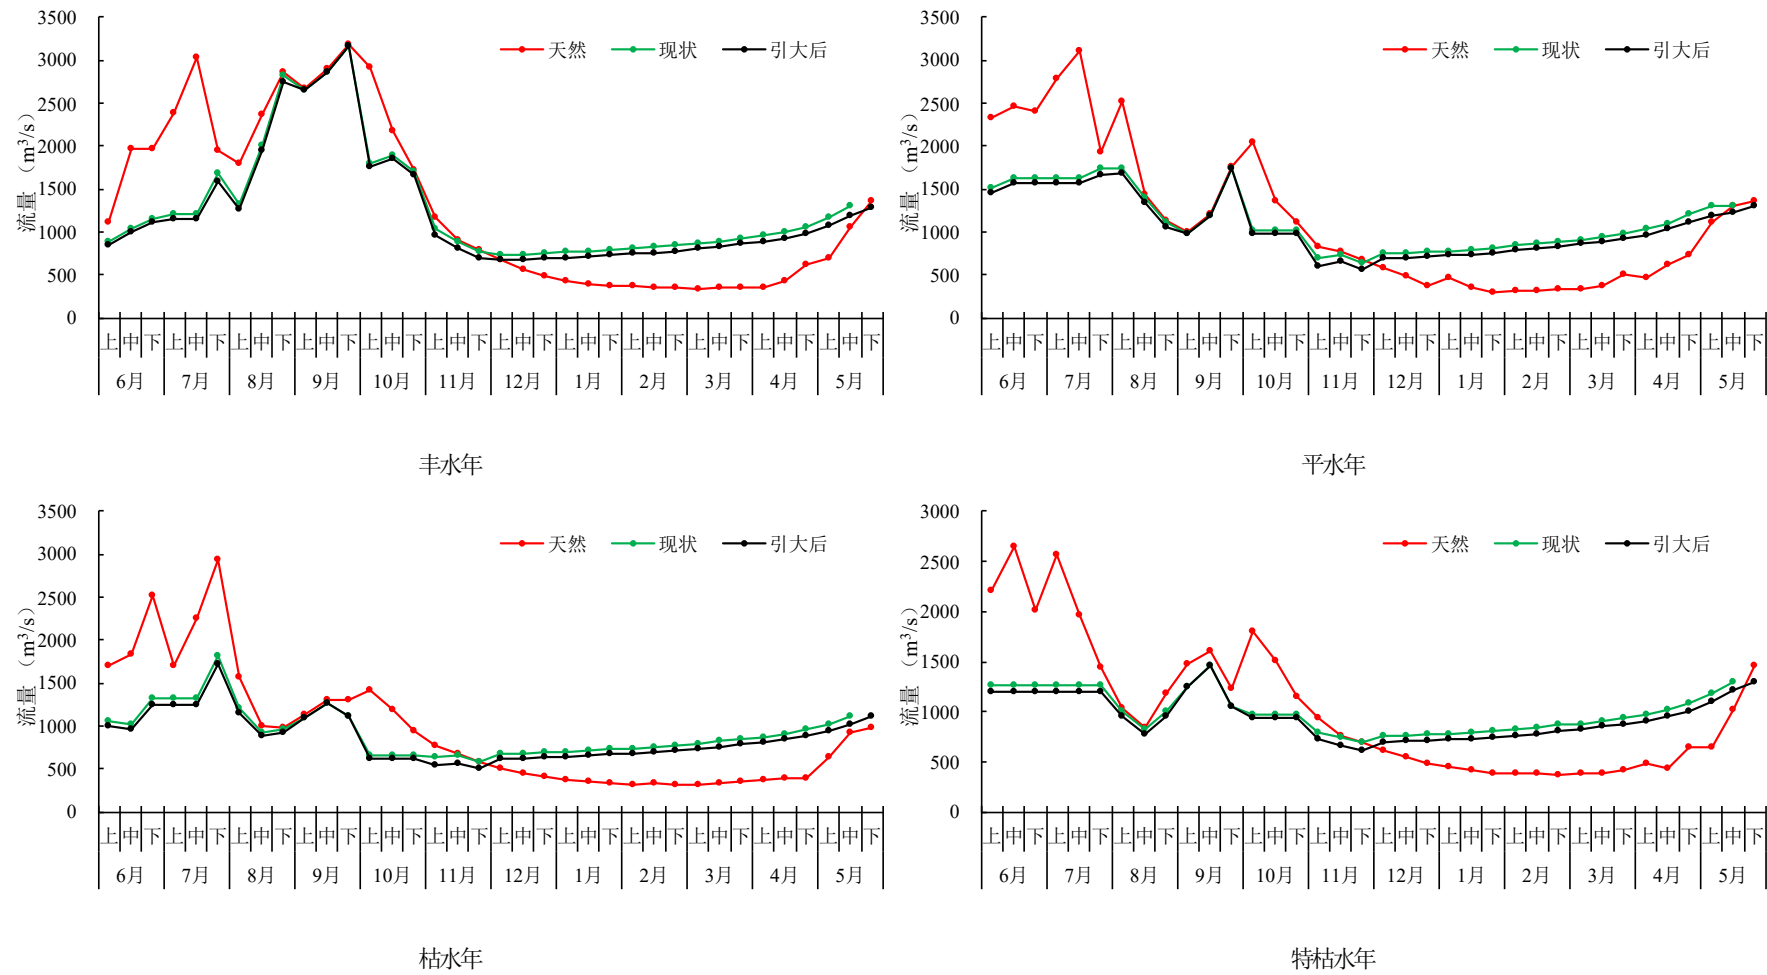 3500
3000
2500
2000
1500
1000
500
0
流量（m³/s）
天然 现状 引大后
上 中 下 上 中 下 上 中 下 上 中 下 上 中 下 上 中 下 上 中 下 上 中 下 上 中 下 上 中 下 上 中 下 上 中 下
6月 7月 8月 9月 10月 11月 12月 1月 2月 3月 4月 5月
丰水年
3500
3000
2500
2000
1500
1000
500
0
流量（m³/s）
天然 现状 引大后
上 中 下 上 中 下 上 中 下 上 中 下 上 中 下 上 中 下 上 中 下 上 中 下 上 中 下 上 中 下 上 中 下 上 中 下
6月 7月 8月 9月 10月 11月 12月 1月 2月 3月 4月 5月
平水年
3500
3000
2500
2000
1500
1000
500
0
流量（m³/s）
天然 现状 引大后
上 中 下 上 中 下 上 中 下 上 中 下 上 中 下 上 中 下 上 中 下 上 中 下 上 中 下 上 中 下 上 中 下 上 中 下
6月 7月 8月 9月 10月 11月 12月 1月 2月 3月 4月 5月
枯水年
3000
2500
2000
1500
1000
500
0
流量（m³/s）
天然 现状 引大后
上 中 下 上 中 下 上 中 下 上 中 下 上 中 下 上 中 下 上 中 下 上 中 下 上 中 下 上 中 下 上 中 下 上 中 下
6月 7月 8月 9月 10月 11月 12月 1月 2月 3月 4月 5月
特枯水年